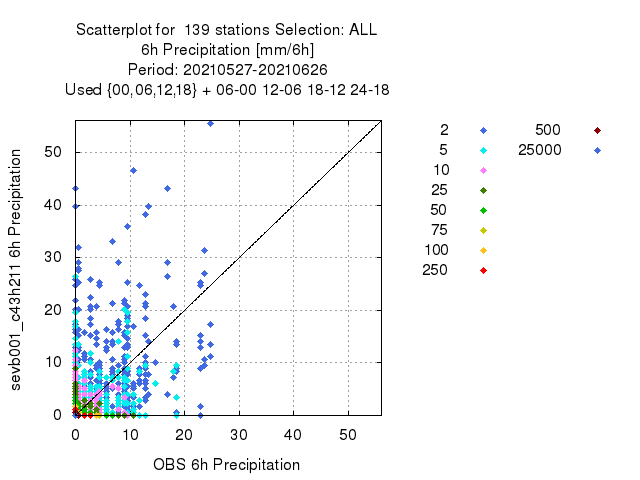 Scatterplot for  139 stations Selection: ALL
6h Precipitation [mm/6h]
Period: 20210527-20210626
Used {00,06,12,18} + 06-00 12-06 18-12 24-18
sevb001_c43h211 6h Precipitation
50
40
30
20
10
0
0 10 20 30 40 50
OBS 6h Precipitation
2
5
10
25
50
75
100
250
500
25000